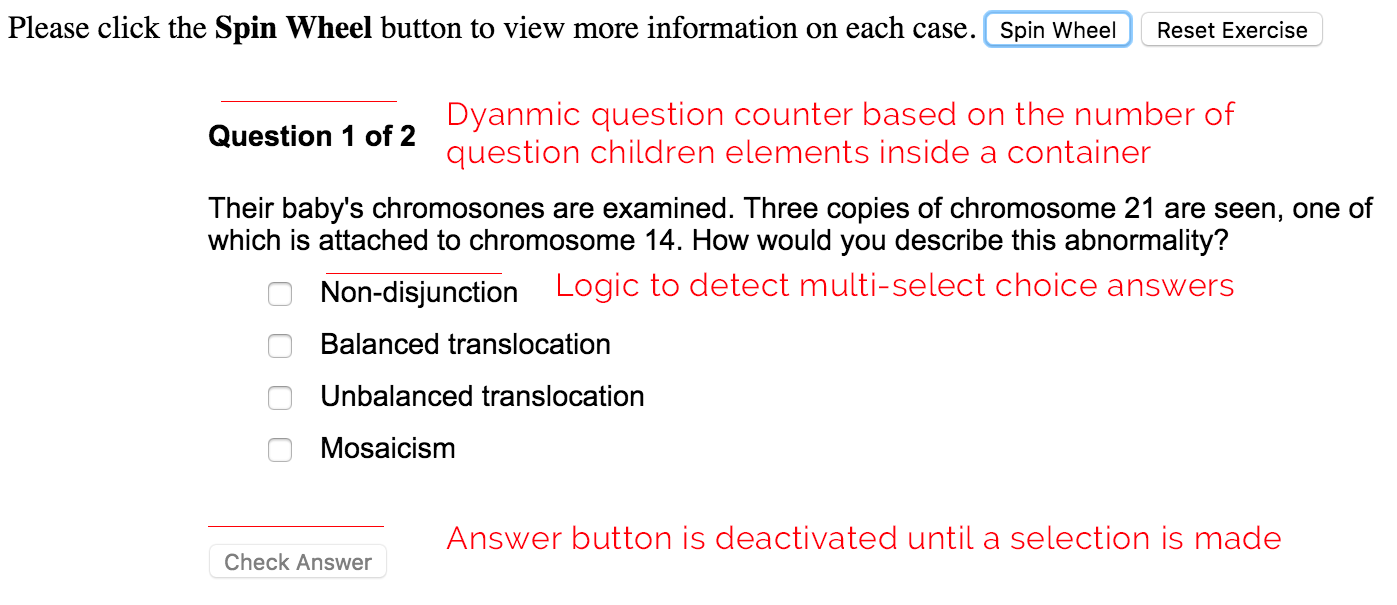 Please click the Spin Wheel button to view more information on each case. Spin Wheel Reset Exercise
Dyanmic question counter based on the number of
Question 1 of 2
question children elements inside a container
Their baby's chromosones are examined. Three copies of chromosome 21 are seen, one of
which is attached to chromosome 14. How would you describe this abnormality?
Non-disjunction Logic to detect multi-select choice answers
Balanced translocation
Unbalanced translocation
Mosaicism
Answer button is deactivated until a selection is made
Check Answer